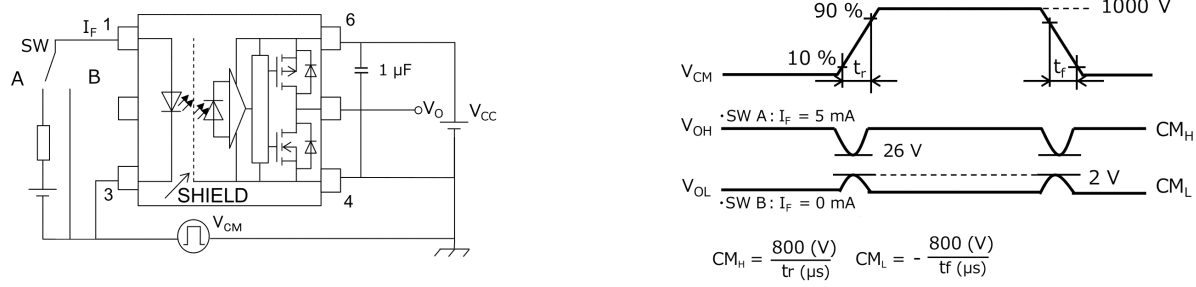 I_F 1
6
SW
A
B
1 μF
V_O
V_CC
3
SHIELD
4
V_CM
90 %
1000 V
10 %
t_r
t_f
V_CM
・SW A: I_F = 5 mA
V_OH
CM_H
26 V
V_OL
2 V
CM_L
・SW B: I_F = 0 mA
CM_H = 800 (V) / tr (μs) CM_L = - 800 (V) / tf (μs)